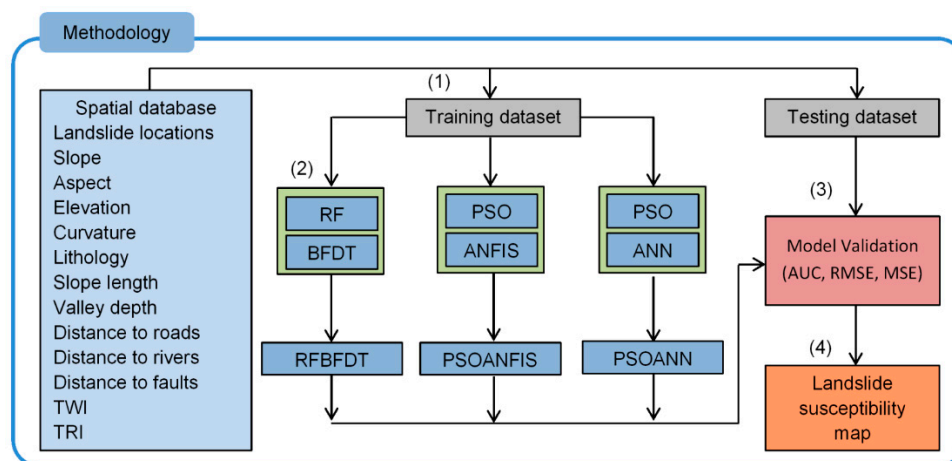 Methodology
(1)
Spatial database
Landslide locations
Slope
Aspect
Elevation
Curvature
Lithology
Slope length
Valley depth
Distance to roads
Distance to rivers
Distance to faults
TWI
TRI
Training dataset
Testing dataset
(2)
RF
BFDT
PSO
ANFIS
PSO
ANN
RFBFDT
PSOANFIS
PSOANN
(3)
Model Validation
(AUC, RMSE, MSE)
(4)
Landslide
susceptibility
map